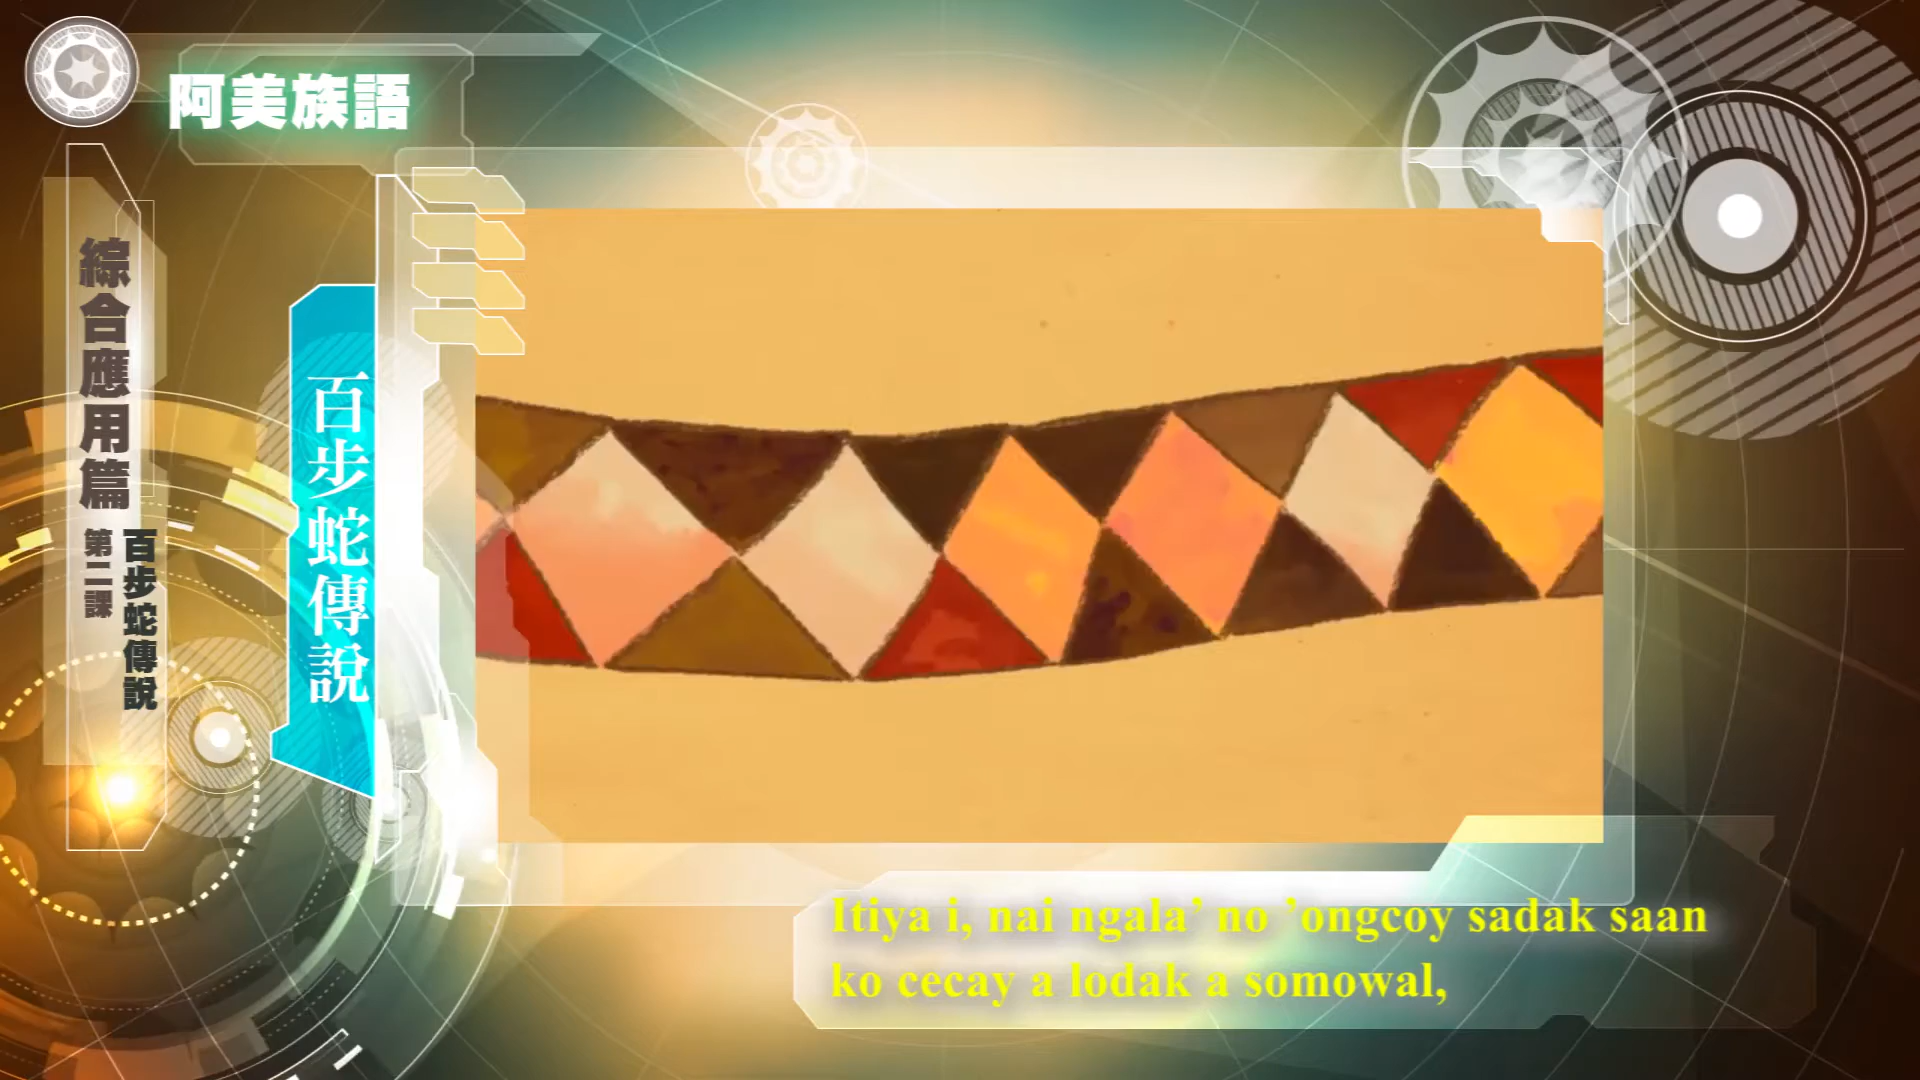 阿美族語
綜合應用篇
第二課
百步蛇傳說
百步蛇傳說
Itiya i, nai ngala’ no ’ongcoy sadak saan
ko cecay a lodak a somowal,